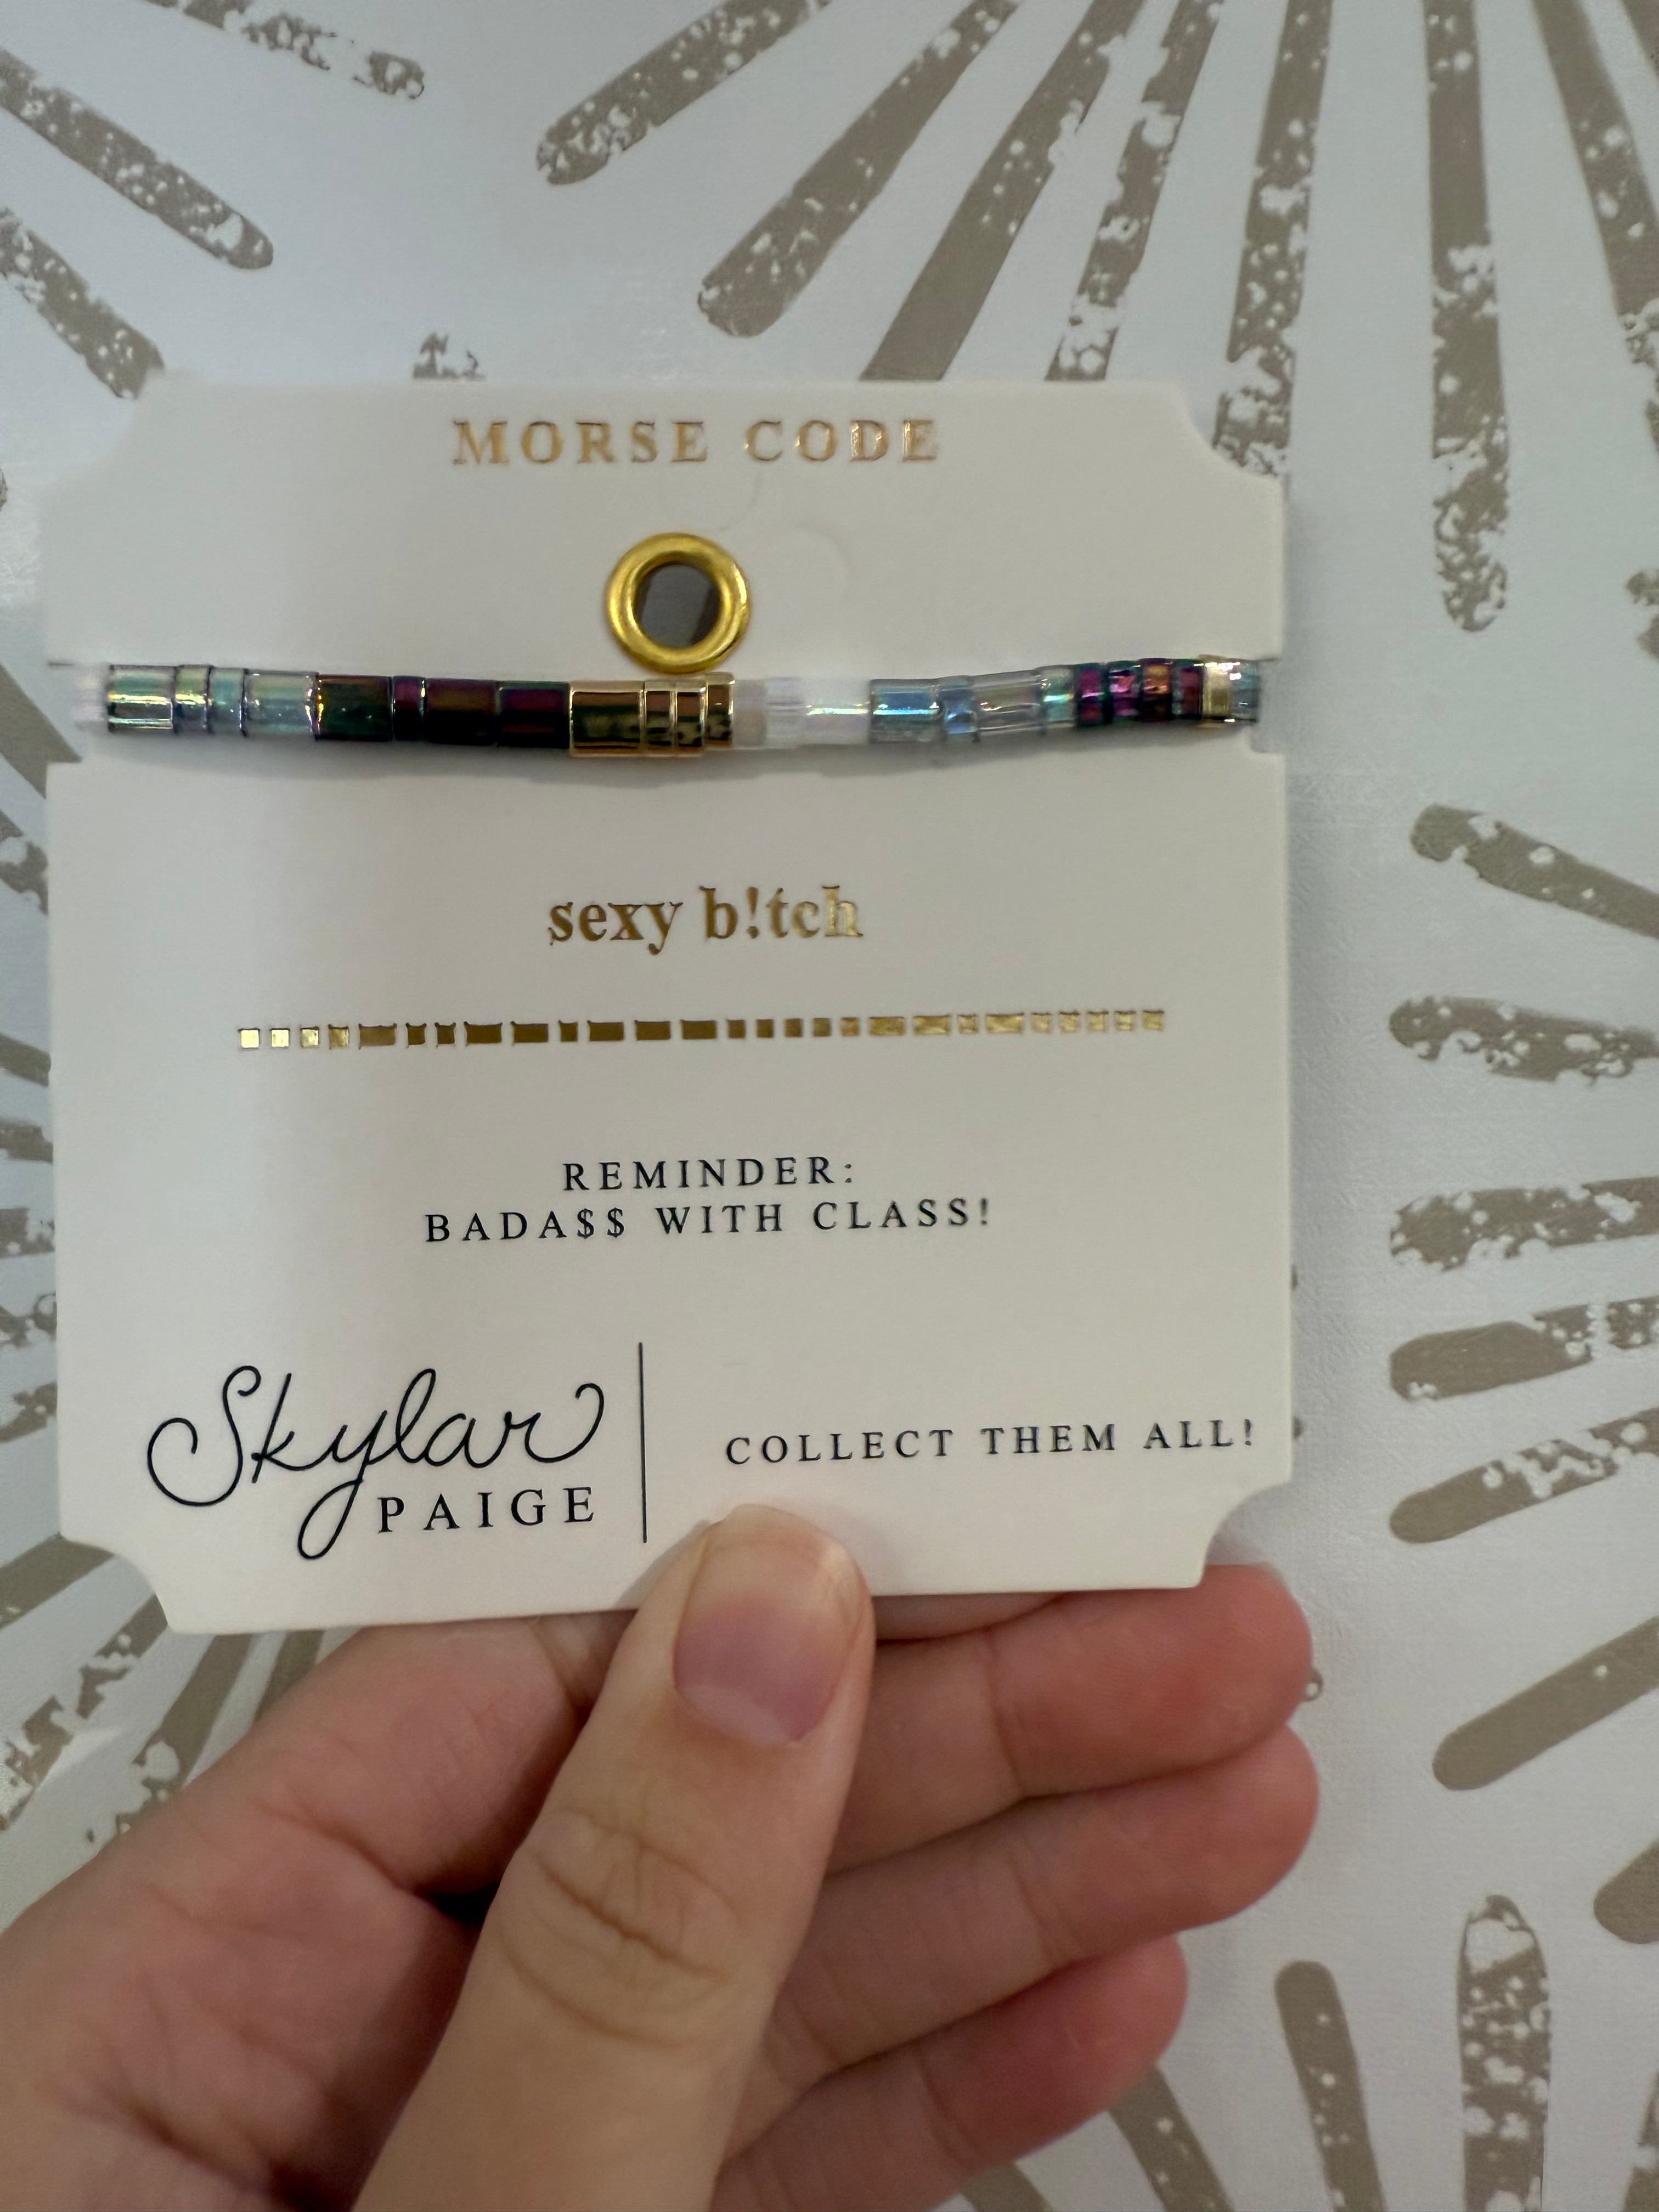 MORSE CODE
sexy b!tch
REMINDER:
BADA$$ WITH CLASS!
Skylar
PAIGE
COLLECT THEM ALL!